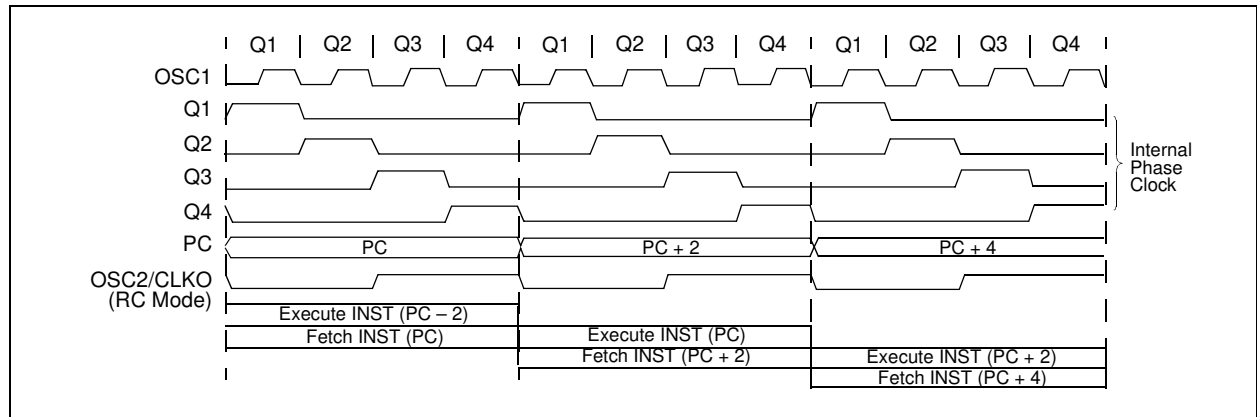 Q1 Q2 Q3 Q4 Q1 Q2 Q3 Q4 Q1 Q2 Q3 Q4
OSC1
Q1
Q2
Q3
Q4
Internal
Phase
Clock
PC PC PC + 2 PC + 4
OSC2/CLKO
(RC Mode)
Execute INST (PC – 2)
Fetch INST (PC) Execute INST (PC)
Fetch INST (PC + 2) Execute INST (PC + 2)
Fetch INST (PC + 4)